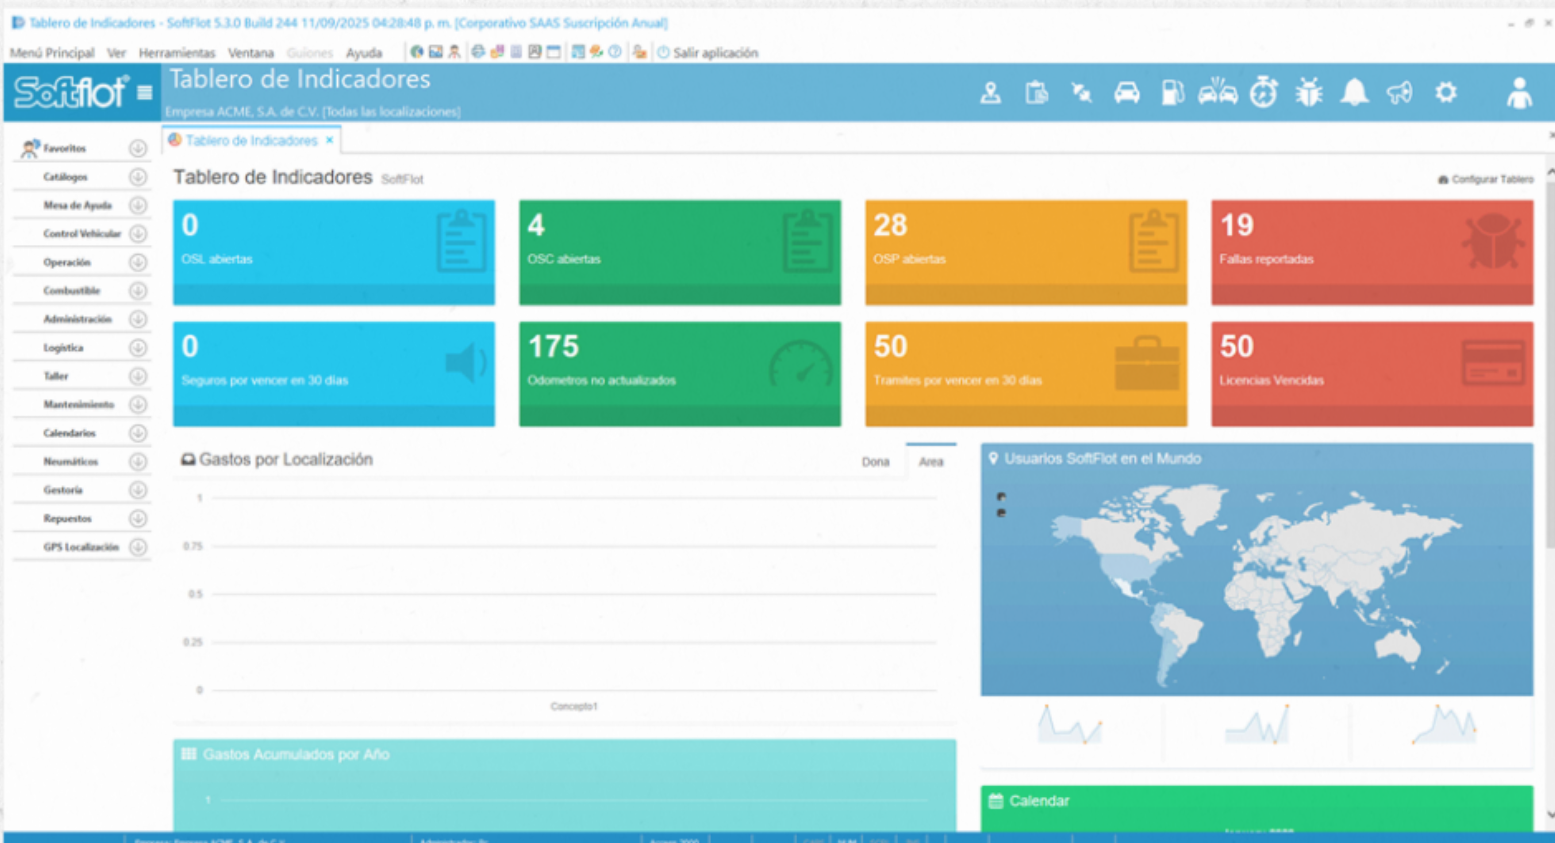 Tablero de Indicadores - SoftFlot 5.3.0 Build 244 11/09/2025 04:28:48 p. m. [Corporativo SAAS Suscripción Anual]
Menú Principal Ver Herramientas Ventana Guiones Ayuda Salir aplicación
Softflot
Tablero de Indicadores
Empresa ACME, S.A. de C.V. [Todas las localizaciones]
Favoritos
Catálogos
Mesa de Ayuda
Control Vehicular
Operación
Combustible
Administración
Logística
Taller
Mantenimiento
Calendarios
Neumáticos
Gestoría
Repuestos
GPS Localización
Tablero de Indicadores ×
Tablero de Indicadores SoftFlot
Configurar Tablero
0
OSL abiertas
4
OSC abiertas
28
OSP abiertas
19
Fallas reportadas
0
Seguros por vencer en 30 días
175
Odometros no actualizados
50
Tramites por vencer en 30 días
50
Licencias Vencidas
Gastos por Localización
Dona Area
1
0.75
0.5
0.25
0
Concepto1
Usuarios SoftFlot en el Mundo
Gastos Acumulados por Año
1
Calendar